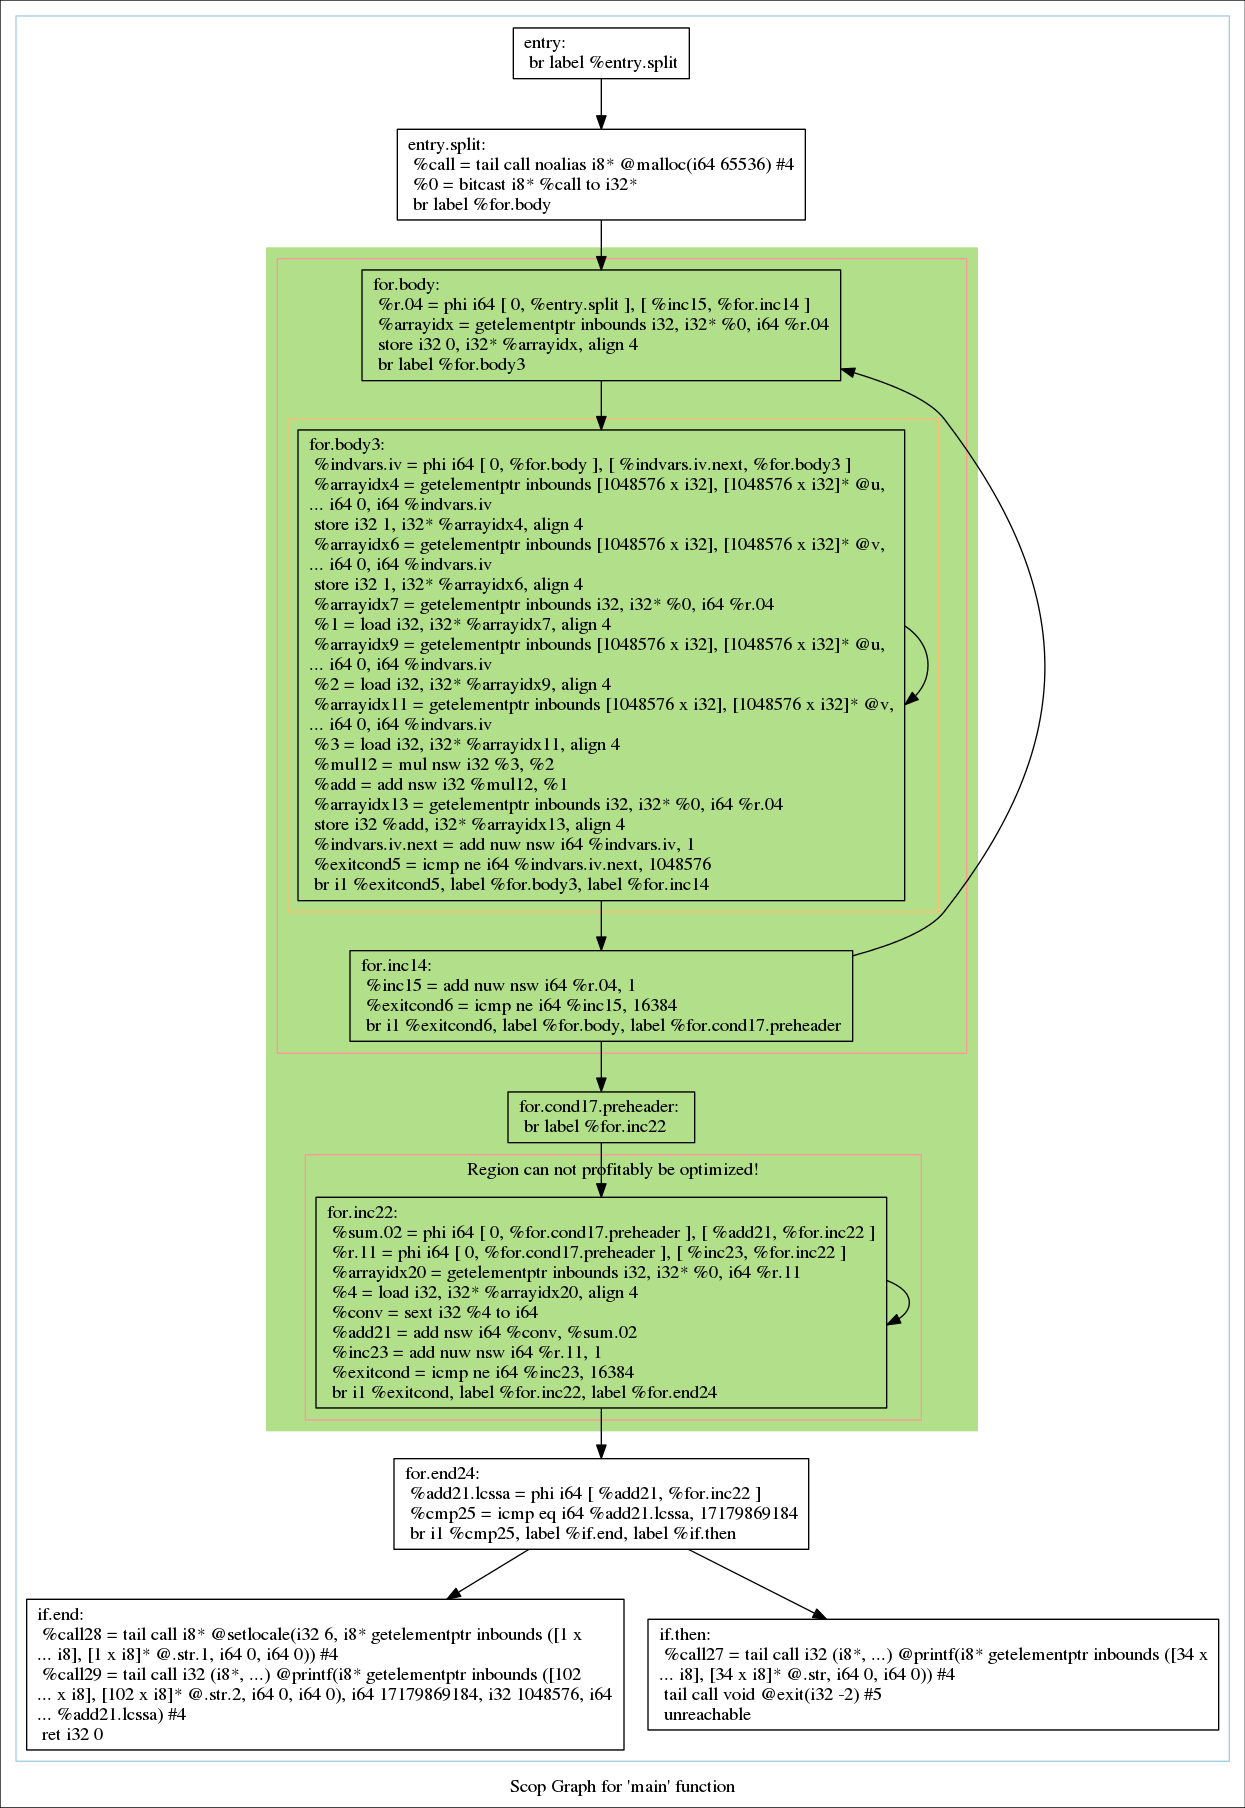 entry:
br label %entry.split
entry.split:
%call = tail call noalias i8* @malloc(i64 65536) #4
%0 = bitcast i8* %call to i32*
br label %for.body
for.body:
%r.04 = phi i64 [ 0, %entry.split ], [ %inc15, %for.inc14 ]
%arrayidx = getelementptr inbounds i32, i32* %0, i64 %r.04
store i32 0, i32* %arrayidx, align 4
br label %for.body3
for.body3:
%indvars.iv = phi i64 [ 0, %for.body ], [ %indvars.iv.next, %for.body3 ]
%arrayidx4 = getelementptr inbounds [1048576 x i32], [1048576 x i32]* @u,
... i64 0, i64 %indvars.iv
store i32 1, i32* %arrayidx4, align 4
%arrayidx6 = getelementptr inbounds [1048576 x i32], [1048576 x i32]* @v,
... i64 0, i64 %indvars.iv
store i32 1, i32* %arrayidx6, align 4
%arrayidx7 = getelementptr inbounds i32, i32* %0, i64 %r.04
%1 = load i32, i32* %arrayidx7, align 4
%arrayidx9 = getelementptr inbounds [1048576 x i32], [1048576 x i32]* @u,
... i64 0, i64 %indvars.iv
%2 = load i32, i32* %arrayidx9, align 4
%arrayidx11 = getelementptr inbounds [1048576 x i32], [1048576 x i32]* @v,
... i64 0, i64 %indvars.iv
%3 = load i32, i32* %arrayidx11, align 4
%mul12 = mul nsw i32 %3, %2
%add = add nsw i32 %mul12, %1
%arrayidx13 = getelementptr inbounds i32, i32* %0, i64 %r.04
store i32 %add, i32* %arrayidx13, align 4
%indvars.iv.next = add nuw nsw i64 %indvars.iv, 1
%exitcond5 = icmp ne i64 %indvars.iv.next, 1048576
br i1 %exitcond5, label %for.body3, label %for.inc14
for.inc14:
%inc15 = add nuw nsw i64 %r.04, 1
%exitcond6 = icmp ne i64 %inc15, 16384
br i1 %exitcond6, label %for.body, label %for.cond17.preheader
for.cond17.preheader:
br label %for.inc22
Region can not profitably be optimized!
for.inc22:
%sum.02 = phi i64 [ 0, %for.cond17.preheader ], [ %add21, %for.inc22 ]
%r.11 = phi i64 [ 0, %for.cond17.preheader ], [ %inc23, %for.inc22 ]
%arrayidx20 = getelementptr inbounds i32, i32* %0, i64 %r.11
%4 = load i32, i32* %arrayidx20, align 4
%conv = sext i32 %4 to i64
%add21 = add nsw i64 %conv, %sum.02
%inc23 = add nuw nsw i64 %r.11, 1
%exitcond = icmp ne i64 %inc23, 16384
br i1 %exitcond, label %for.inc22, label %for.end24
for.end24:
%add21.lcssa = phi i64 [ %add21, %for.inc22 ]
%cmp25 = icmp eq i64 %add21.lcssa, 17179869184
br i1 %cmp25, label %if.end, label %if.then
if.end:
%call28 = tail call i8* @setlocale(i32 6, i8* getelementptr inbounds ([1 x
... i8], [1 x i8]* @.str.1, i64 0, i64 0)) #4
%call29 = tail call i32 (i8*, ...) @printf(i8* getelementptr inbounds ([102
... x i8], [102 x i8]* @.str.2, i64 0, i64 0), i64 17179869184, i32 1048576, i64
... %add21.lcssa) #4
ret i32 0
if.then:
%call27 = tail call i32 (i8*, ...) @printf(i8* getelementptr inbounds ([34 x
... i8], [34 x i8]* @.str, i64 0, i64 0)) #4
tail call void @exit(i32 -2) #5
unreachable
Scop Graph for 'main' function